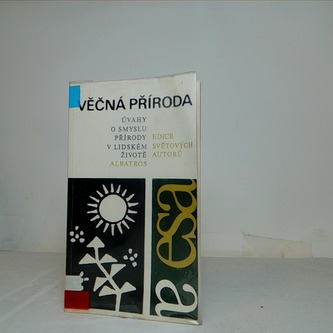 VĚČNÁ PŘÍRODA
ÚVAHY
O SMYSLU
PŘÍRODY
V LIDSKÉM
ŽIVOTĚ
ALBATROS
EDICE
SVĚTOVÝCH
AUTORŮ
esa
a